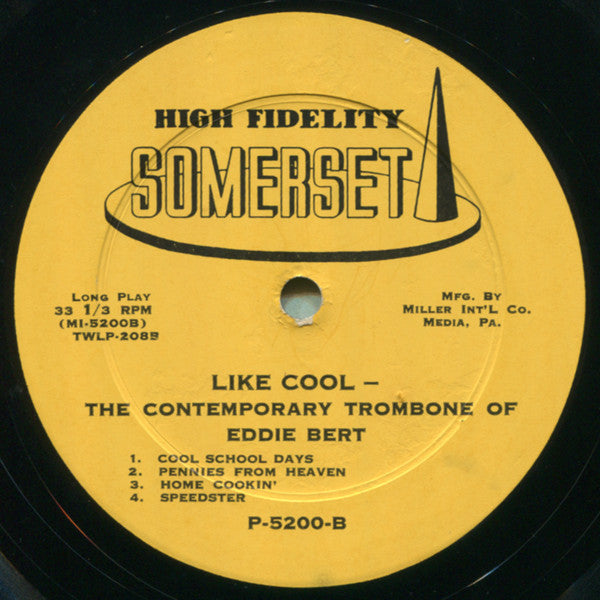 HIGH FIDELITY
SOMERSET
LONG PLAY
33 1/3 RPM
(MI-5200B)
TWLP-208B
MFG. BY
MILLER INT'L CO.
MEDIA, PA.
LIKE COOL –
THE CONTEMPORARY TROMBONE OF
EDDIE BERT
1. COOL SCHOOL DAYS
2. PENNIES FROM HEAVEN
3. HOME COOKIN'
4. SPEEDSTER
P-5200-B